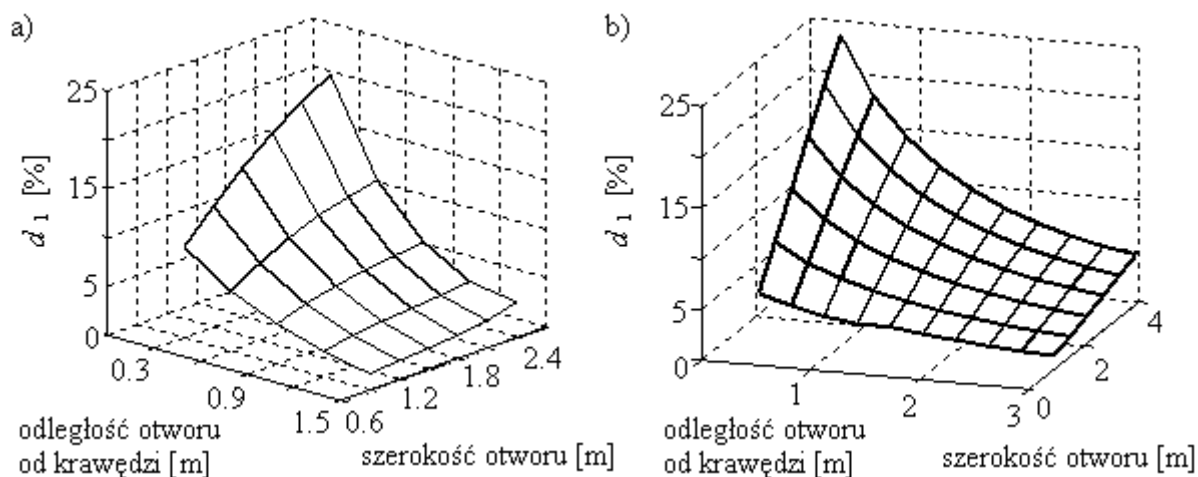 a)
25
15
5
0
d 1 [%]
0.3
0.9
1.5
0.6
1.2
1.8
2.4
odległość otworu
od krawędzi [m]
szerokość otworu [m]
b)
25
15
5
0
d 1 [%]
1
2
3
0
2
4
odległość otworu
od krawędzi [m]
szerokość otworu [m]